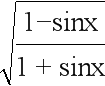 √((1−sinx)/(1 + sinx))